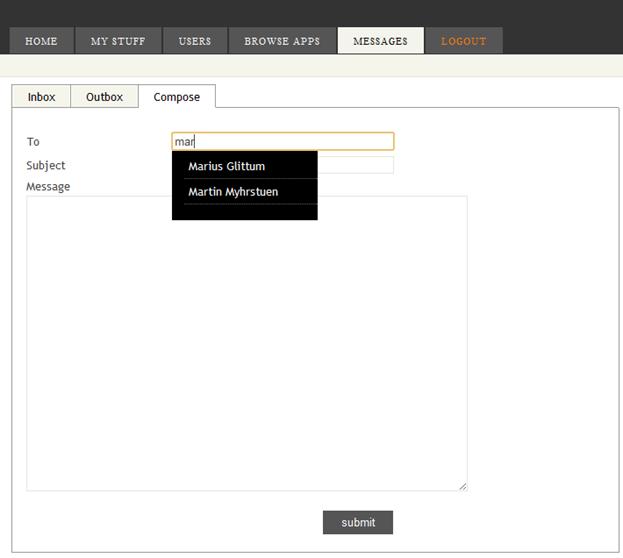 HOME MY STUFF USERS BROWSE APPS MESSAGES LOGOUT
Inbox Outbox Compose
To mar
Subject
Marius Glittum
Message
Martin Myhrstuen
submit